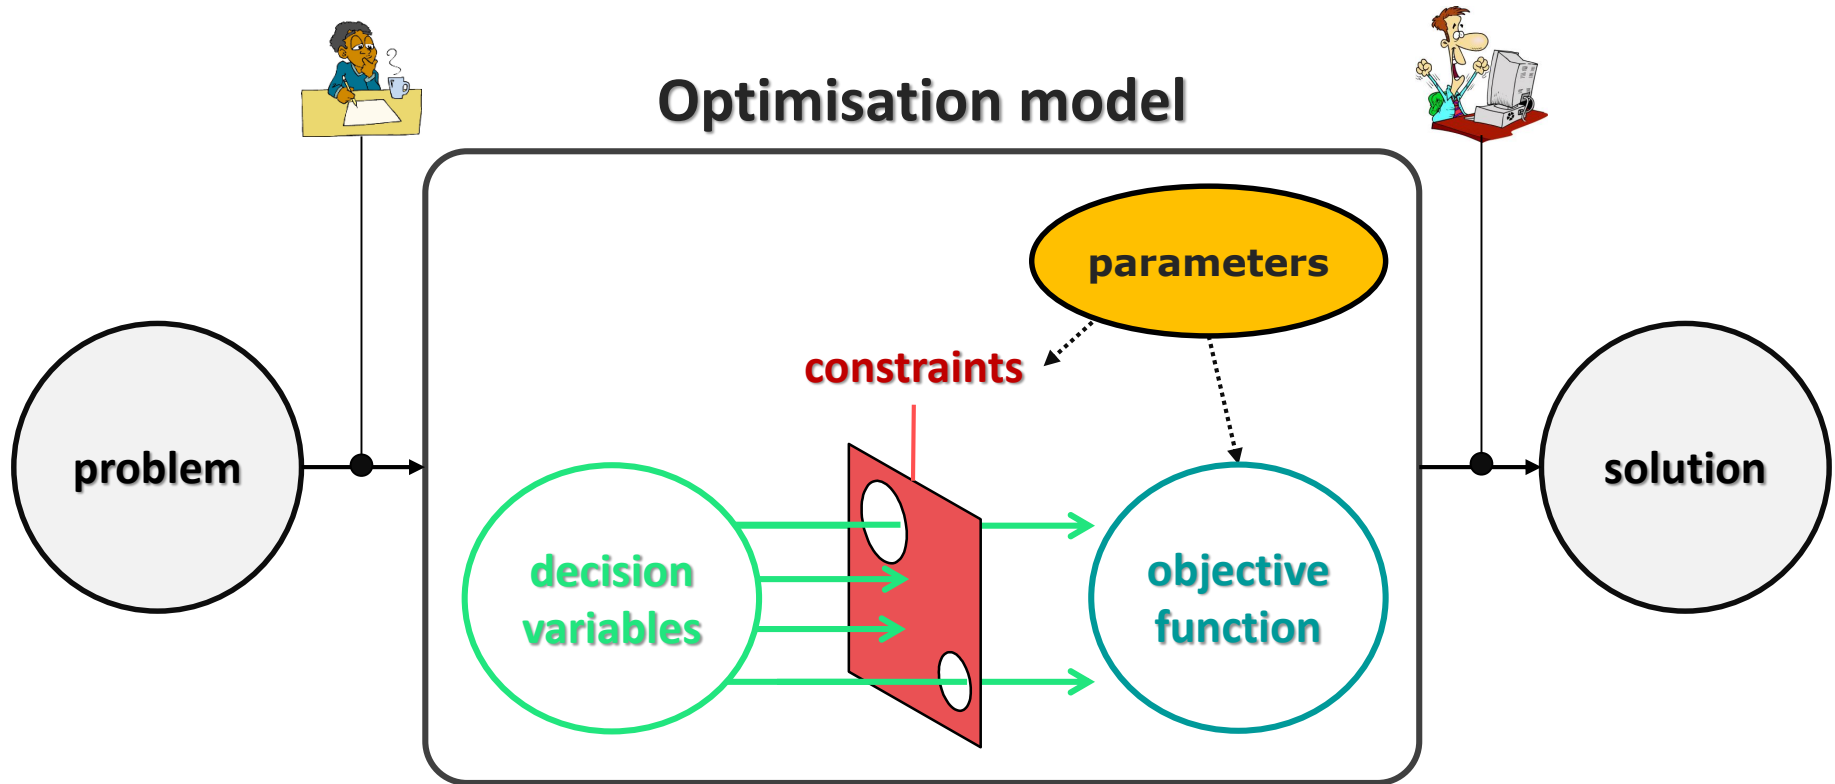 Optimisation model
parameters
constraints
problem
solution
decision
variables
objective
function